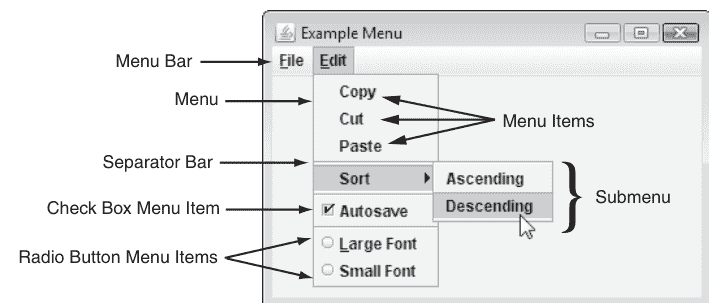 Example Menu
Menu Bar
File Edit
Menu
Copy
Cut
Menu Items
Paste
Separator Bar
Sort
Ascending
Submenu
Check Box Menu Item
Autosave
Descending
Radio Button Menu Items
Large Font
Small Font